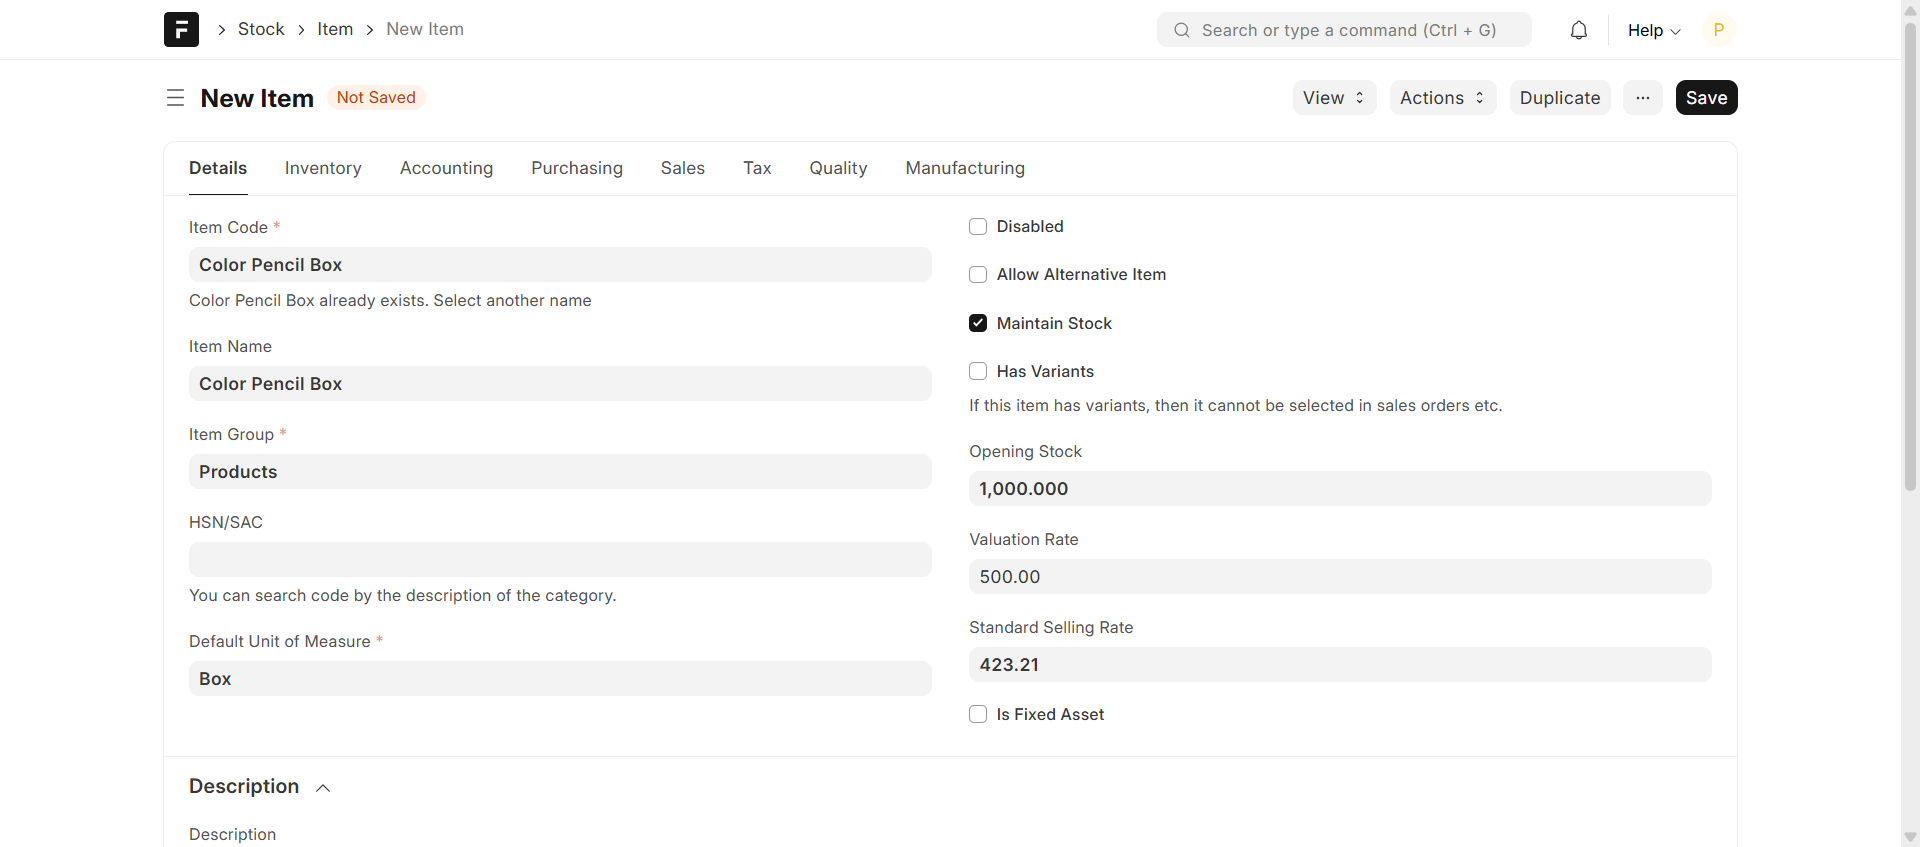 Stock
Item
New Item
Search or type a command (Ctrl + G)
Help
P
New Item
Not Saved
View
Actions
Duplicate
...
Save
Details
Inventory
Accounting
Purchasing
Sales
Tax
Quality
Manufacturing
Item Code *
Color Pencil Box
Color Pencil Box already exists. Select another name
Item Name
Color Pencil Box
Item Group *
Products
HSN/SAC
You can search code by the description of the category.
Default Unit of Measure *
Box
Disabled
Allow Alternative Item
Maintain Stock
Has Variants
If this item has variants, then it cannot be selected in sales orders etc.
Opening Stock
1,000.000
Valuation Rate
500.00
Standard Selling Rate
423.21
Is Fixed Asset
Description
Description